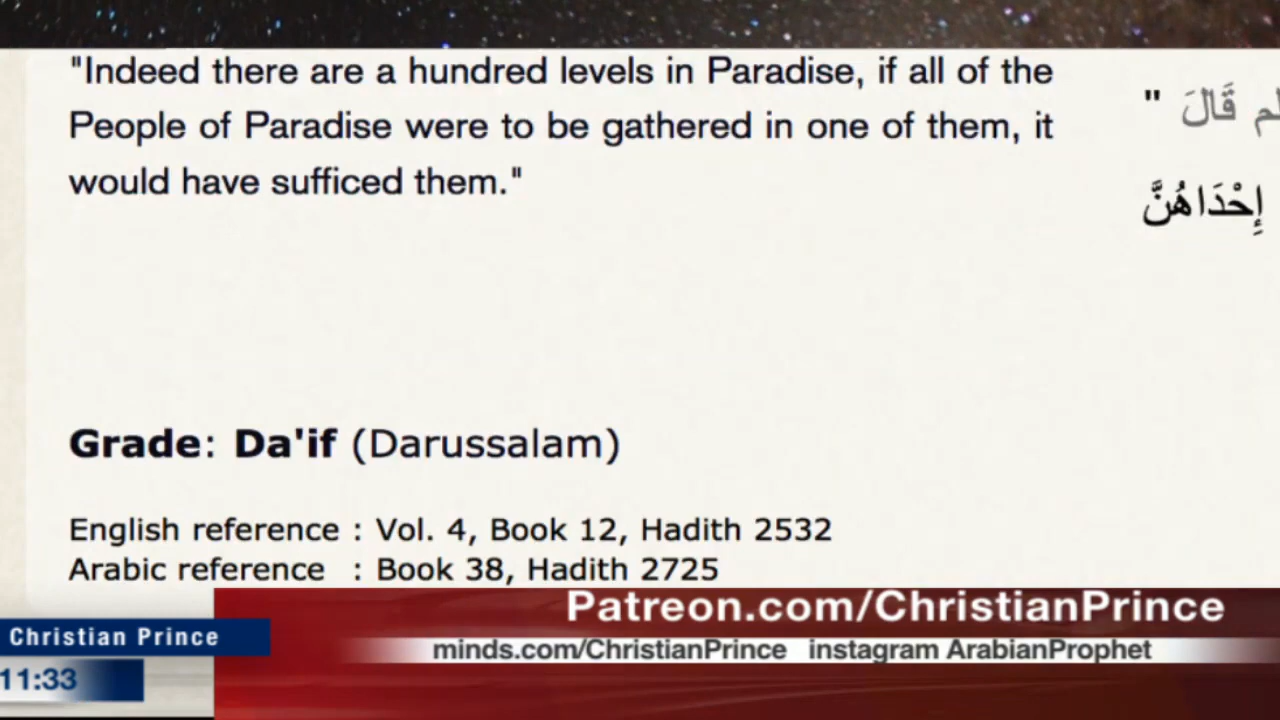 "Indeed there are a hundred levels in Paradise, if all of the
People of Paradise were to be gathered in one of them, it
would have sufficed them."
" قَالَ
إِحْدَاهُنَّ
Grade: Da'if (Darussalam)
English reference : Vol. 4, Book 12, Hadith 2532
Arabic reference : Book 38, Hadith 2725
Patreon.com/ChristianPrince
Christian Prince
minds.com/ChristianPrince instagram ArabianProphet
11:33